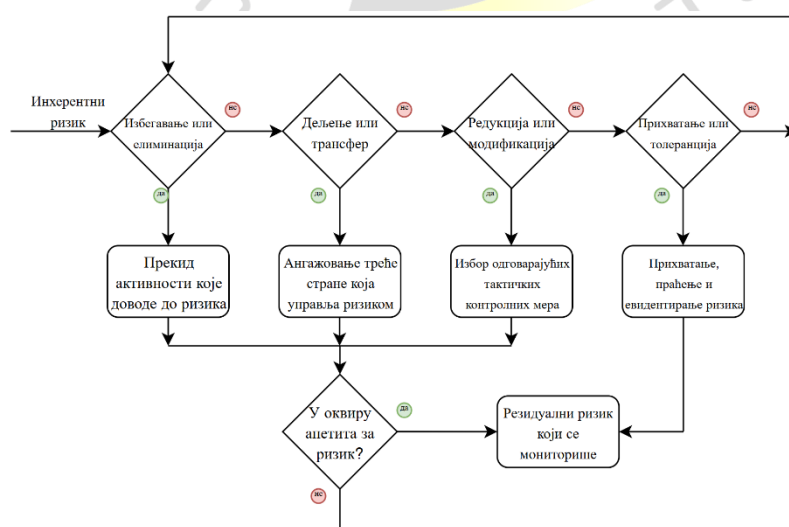 Инхерентни
ризик
Избегавање или
елиминација
не
Дељење или
трансфер
не
Редукција или
модификација
не
Прихватање или
толеранција
не
да
да
да
да
Прекид
активности које
доводе до ризика
Ангажовање треће
стране која
управља ризиком
Избор одговарајућих
тактичких
контролних мера
Прихватање,
праћење и
евидентирање ризика
У оквиру
апетита за
ризик?
да
Резидуални ризик
који се
мониторише
не